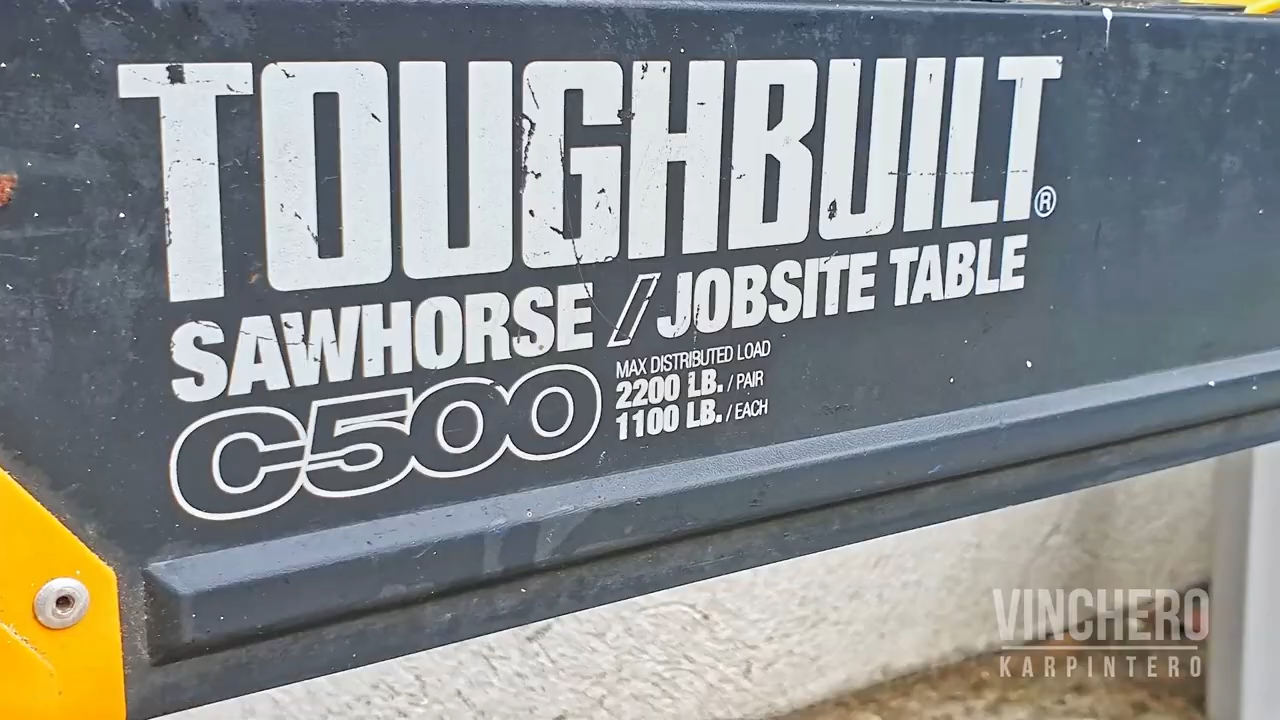 TOUGHBUILT®
SAWHORSE / JOBSITE TABLE
C500
MAX DISTRIBUTED LOAD
2200 LB. / PAIR
1100 LB. / EACH
VINCHERO
KARPINTERO